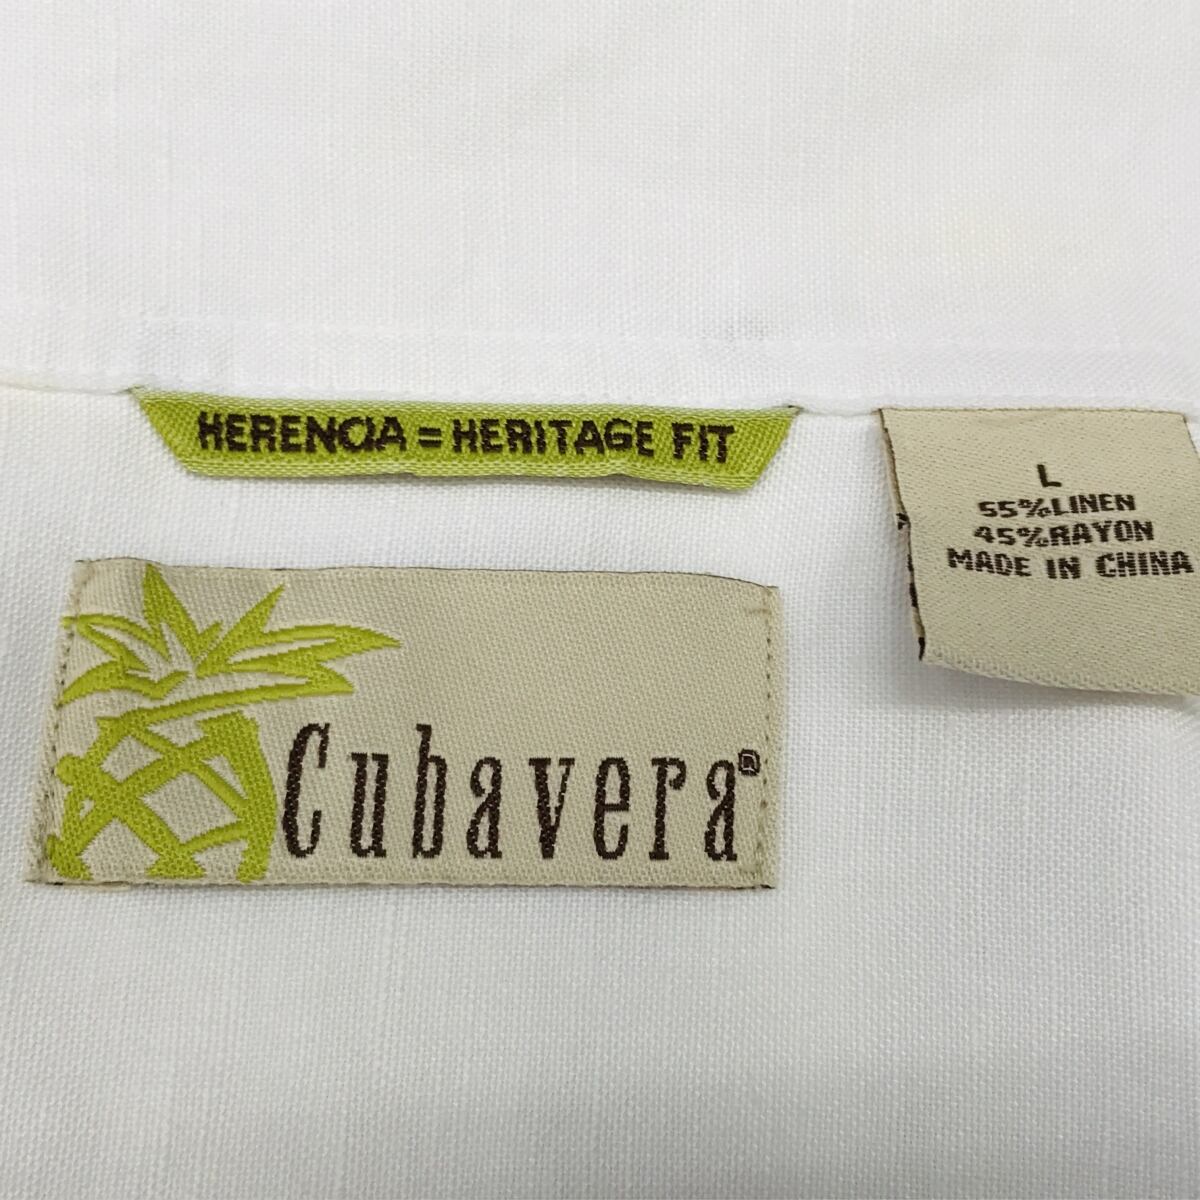 HERENCIA = HERITAGE FIT
L
55%LINEN
45%RAYON
MADE IN CHINA
Cubavera®